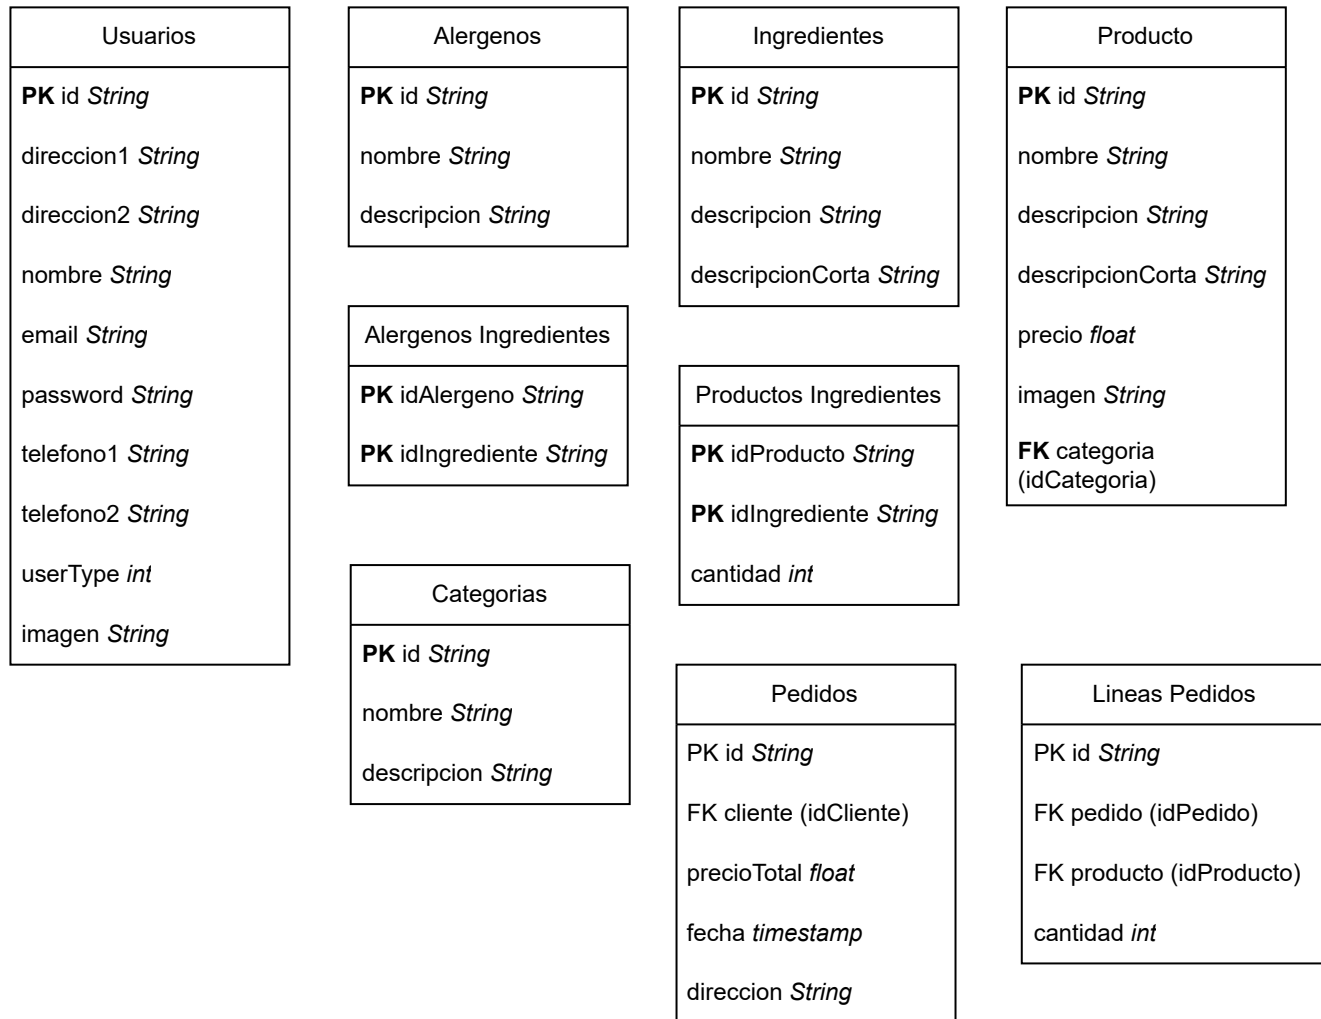 Usuarios
PK id String
direccion1 String
direccion2 String
nombre String
email String
password String
telefono1 String
telefono2 String
userType int
imagen String
Alergenos
PK id String
nombre String
descripcion String
Alergenos Ingredientes
PK idAlergeno String
PK idIngrediente String
Categorias
PK id String
nombre String
descripcion String
Ingredientes
PK id String
nombre String
descripcion String
descripcionCorta String
Productos Ingredientes
PK idProducto String
PK idIngrediente String
cantidad int
Pedidos
PK id String
FK cliente (idCliente)
precioTotal float
fecha timestamp
direccion String
Producto
PK id String
nombre String
descripcion String
descripcionCorta String
precio float
imagen String
FK categoria
(idCategoria)
Lineas Pedidos
PK id String
FK pedido (idPedido)
FK producto (idProducto)
cantidad int